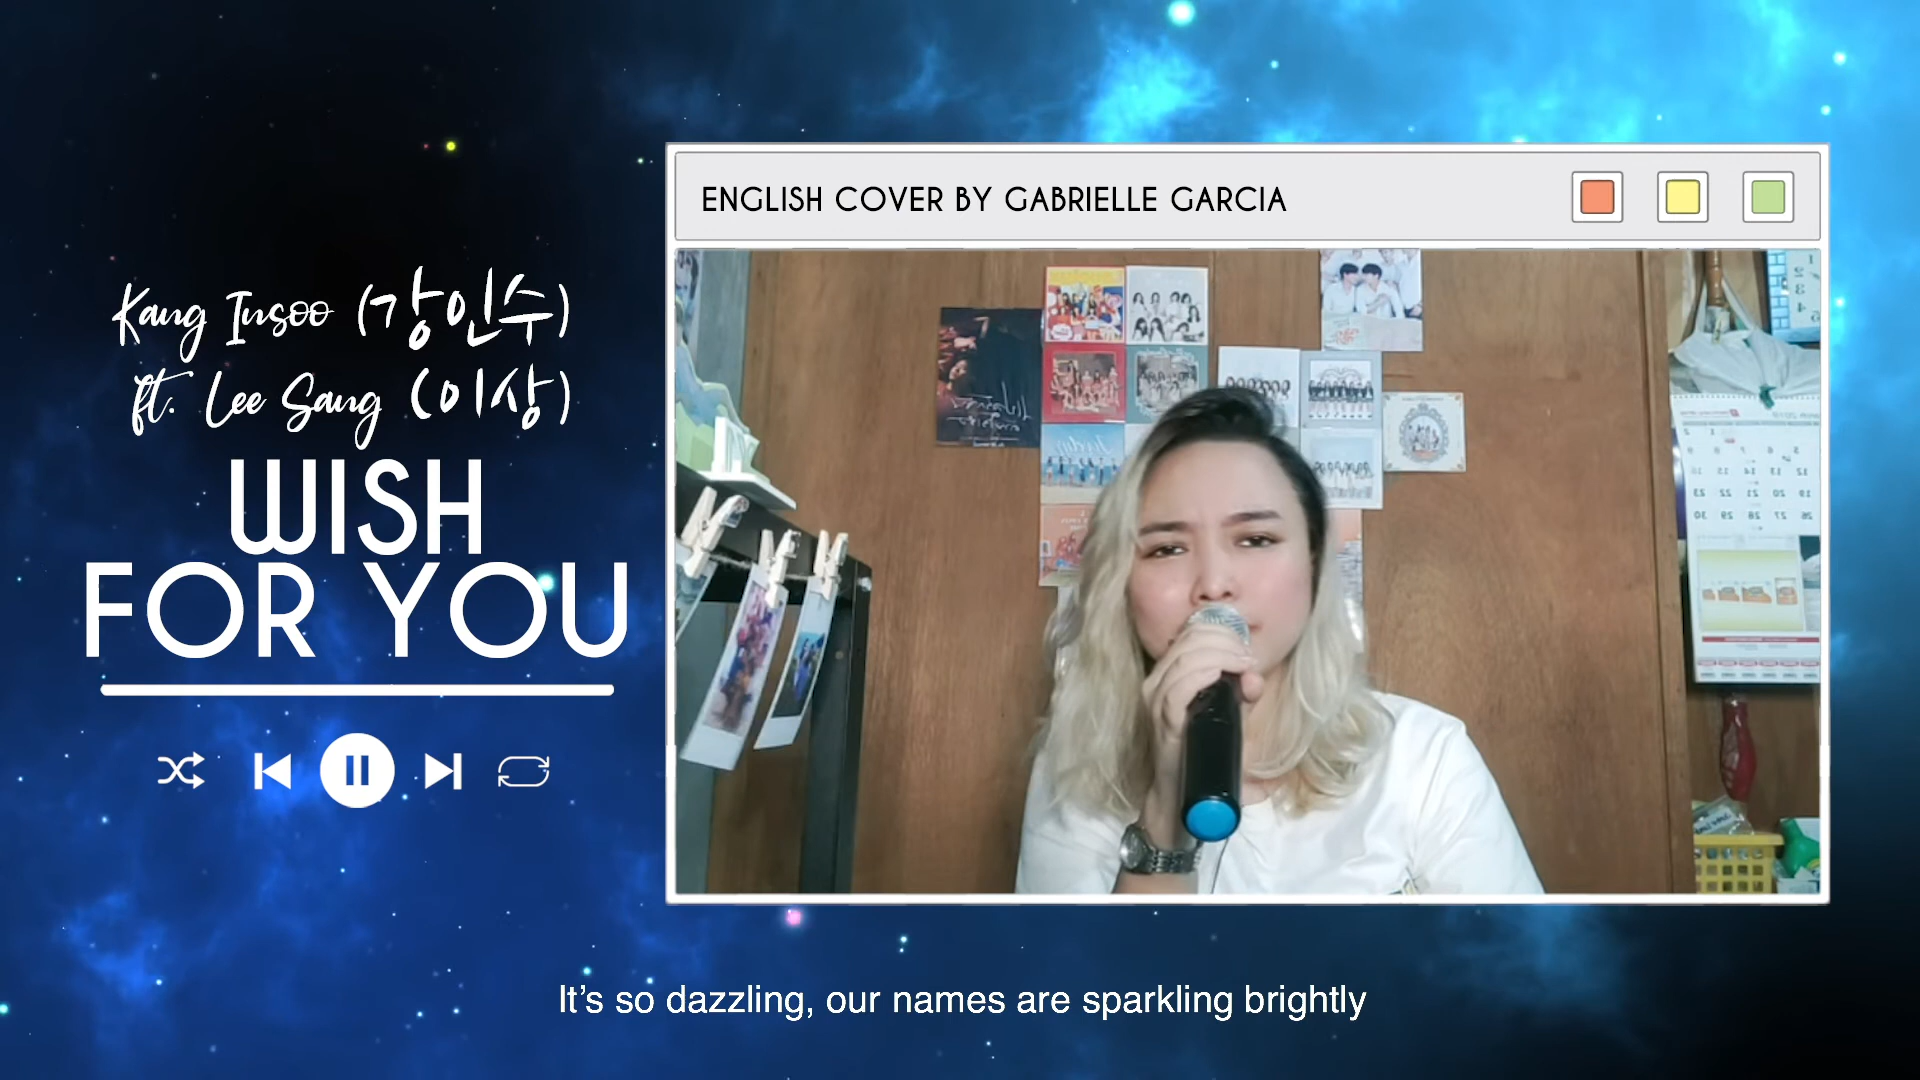 ENGLISH COVER BY GABRIELLE GARCIA
Kang Insoo (강인수)
ft. Lee Sang (이상)
WISH
FOR YOU
It's so dazzling, our names are sparkling brightly